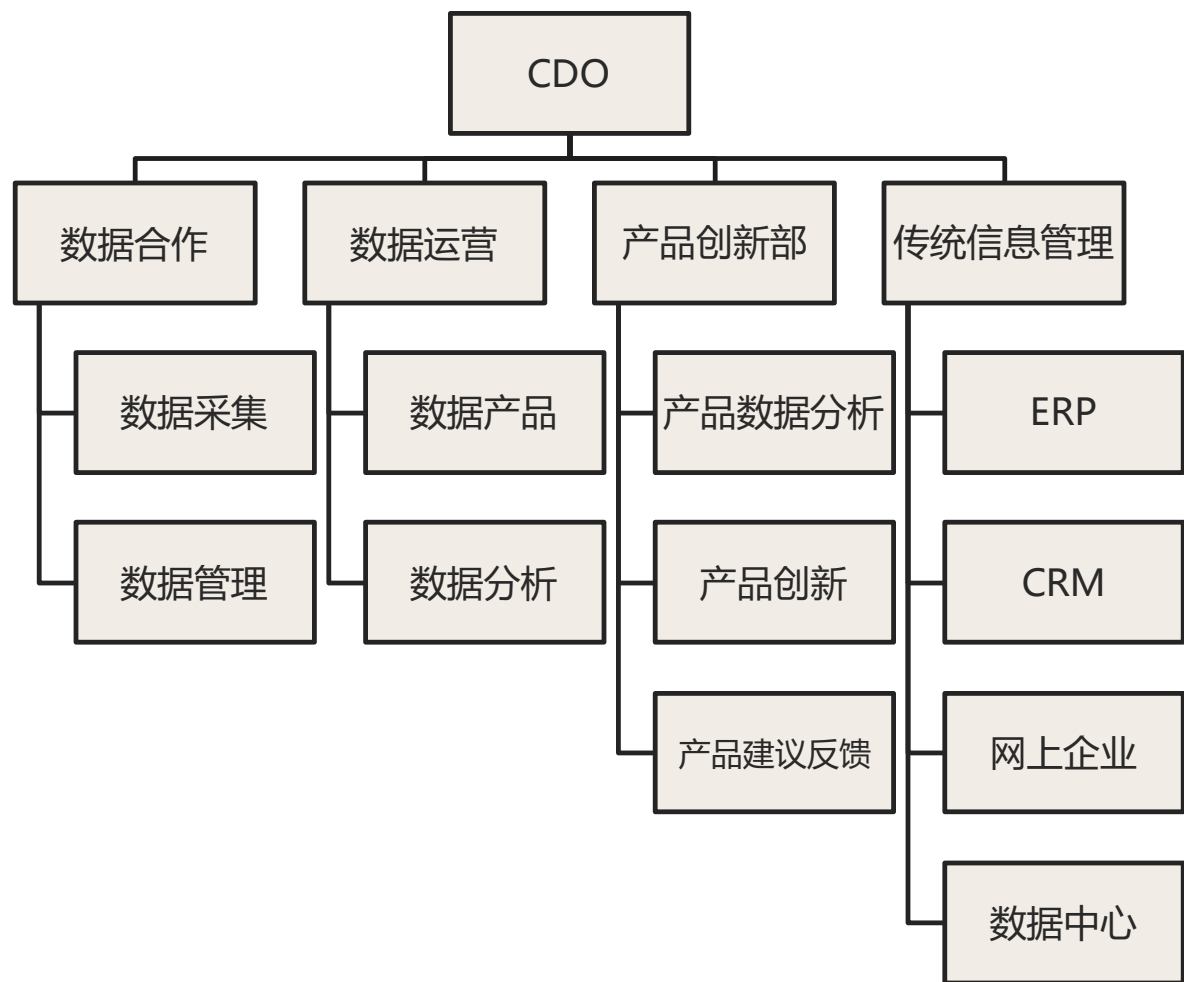 CDO
数据合作
数据运营
产品创新部
传统信息管理
数据采集
数据产品
产品数据分析
ERP
数据管理
数据分析
产品创新
CRM
产品建议反馈
网上企业
数据中心